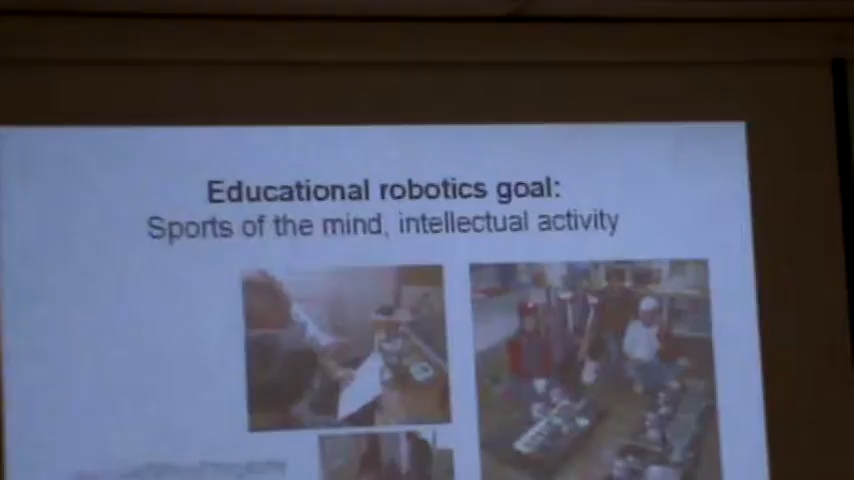 Educational robotics goal:
Sports of the mind, intellectual activity